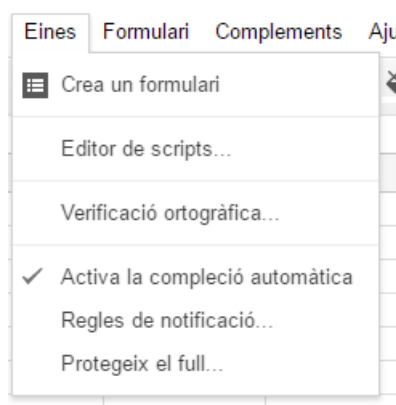 Eines Formulari Complements
Crea un formulari
Editor de scripts...
Verificació ortogràfica...
Activa la compleció automàtica
Regles de notificació...
Protegeix el full...